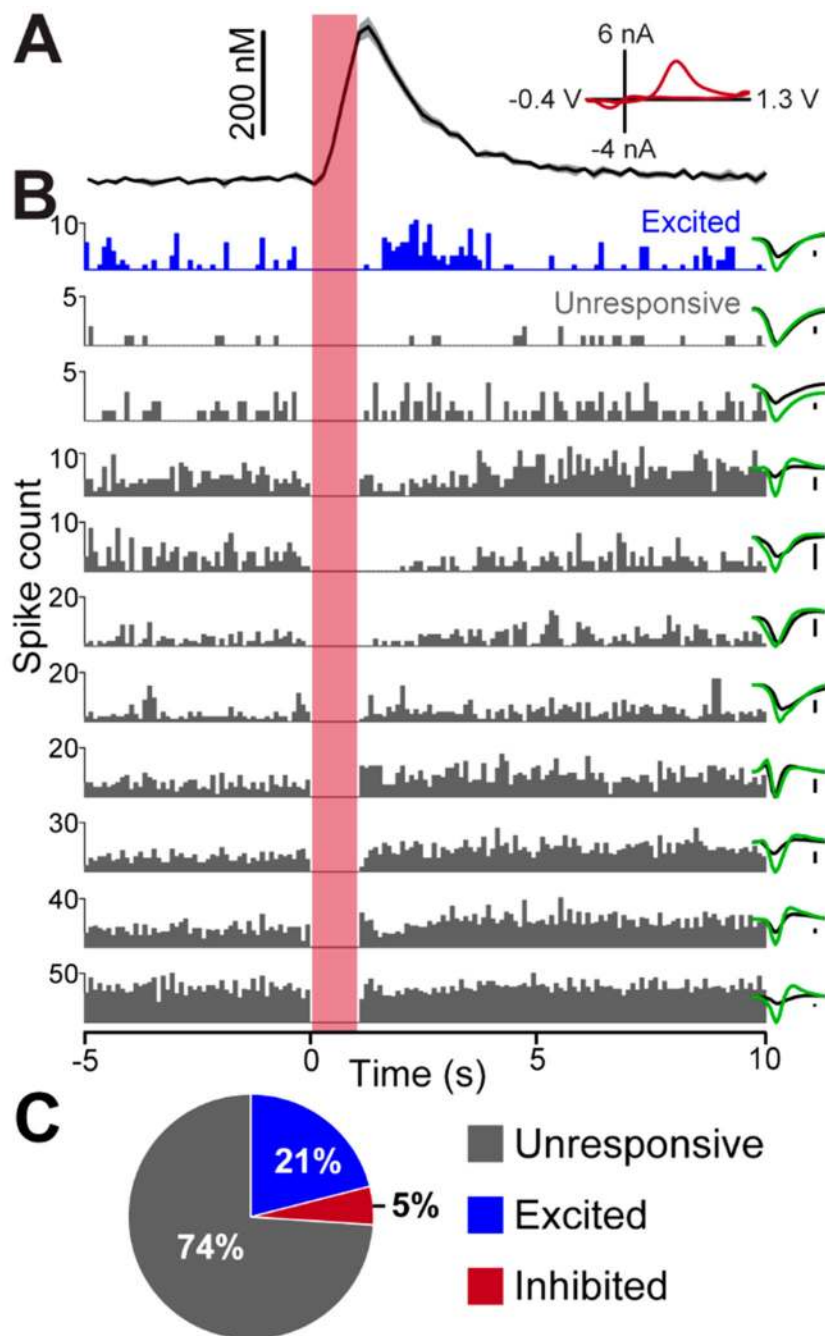 A
200 nM
6 nA
-0.4 V
1.3 V
-4 nA
B
10
Excited
5
Unresponsive
5
10
10
20
20
20
30
40
50
Spike count
-5
0
5
10
Time (s)
C
21%
5%
74%
Unresponsive
Excited
Inhibited